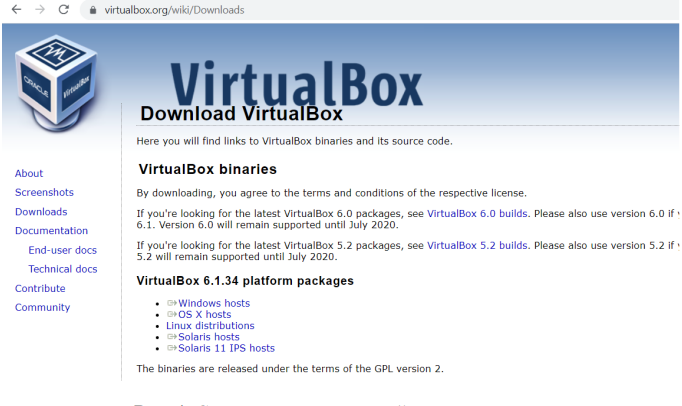 virtualbox.org/wiki/Downloads
ORACLE
VM
VirtualBox
VirtualBox
Download VirtualBox
Here you will find links to VirtualBox binaries and its source code.
About
Screenshots
Downloads
Documentation
End-user docs
Technical docs
Contribute
Community
VirtualBox binaries
By downloading, you agree to the terms and conditions of the respective license.
If you're looking for the latest VirtualBox 6.0 packages, see VirtualBox 6.0 builds. Please also use version 6.0 if
6.1. Version 6.0 will remain supported until July 2020.
If you're looking for the latest VirtualBox 5.2 packages, see VirtualBox 5.2 builds. Please also use version 5.2 if
5.2 will remain supported until July 2020.
VirtualBox 6.1.34 platform packages
Windows hosts
OS X hosts
Linux distributions
Solaris hosts
Solaris 11 IPS hosts
The binaries are released under the terms of the GPL version 2.